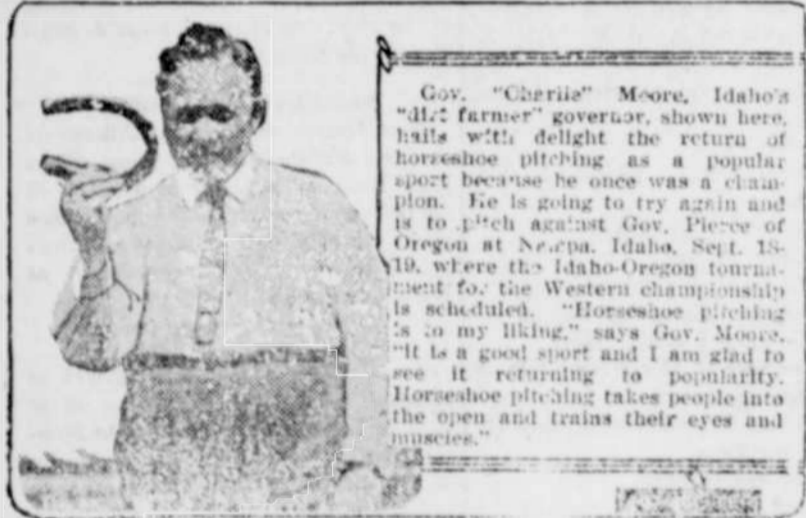 Gov. "Charlie" Moore, Idaho's
"dirt farmer" governor, shown here,
hails with delight the return of
horseshoe pitching as a popular
sport because he once was a cham-
pion. He is going to try again and
is to pitch against Gov. Pierce of
Oregon at Idaho, Sept. 18-
19, where the Idaho-Oregon tourna-
ment for the Western championship
is scheduled. "Horseshoe pitching
is to my liking," says Gov. Moore,
"it is a good sport and I am glad to
see it returning to popularity.
Horseshoe pitching takes people into
the open and trains their eyes and
muscles."